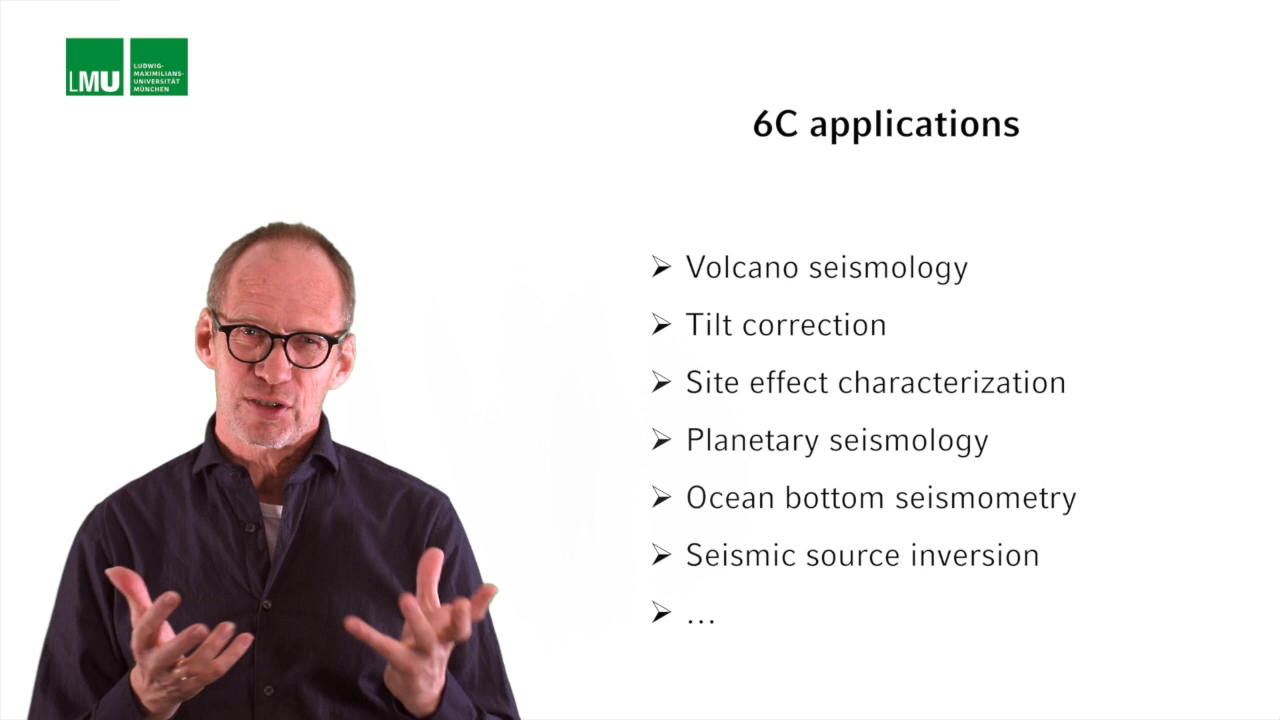 LMU
LUDWIG-
MAXIMILIANS-
UNIVERSITÄT
MÜNCHEN
6C applications
➢ Volcano seismology
➢ Tilt correction
➢ Site effect characterization
➢ Planetary seismology
➢ Ocean bottom seismometry
➢ Seismic source inversion
➢ ...